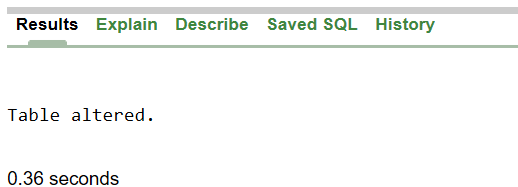 Results Explain Describe Saved SQL History
Table altered.
0.36 seconds